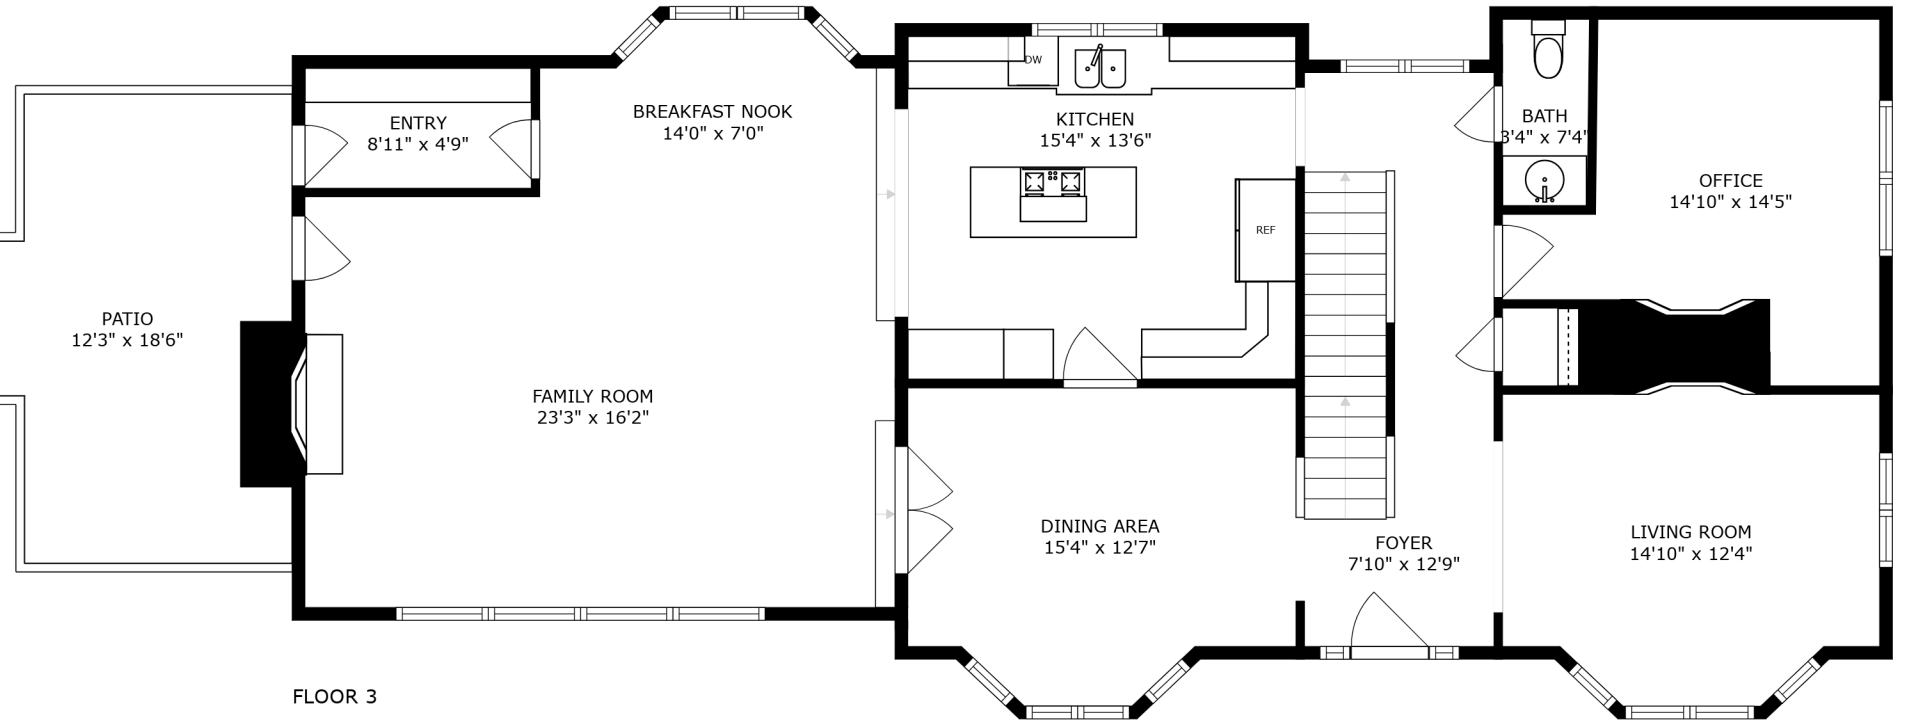 ENTRY
8'11" x 4'9"
BREAKFAST NOOK
14'0" x 7'0"
DW
KITCHEN
15'4" x 13'6"
BATH
3'4" x 7'4"
OFFICE
14'10" x 14'5"
REF
PATIO
12'3" x 18'6"
FAMILY ROOM
23'3" x 16'2"
DINING AREA
15'4" x 12'7"
FOYER
7'10" x 12'9"
LIVING ROOM
14'10" x 12'4"
FLOOR 3